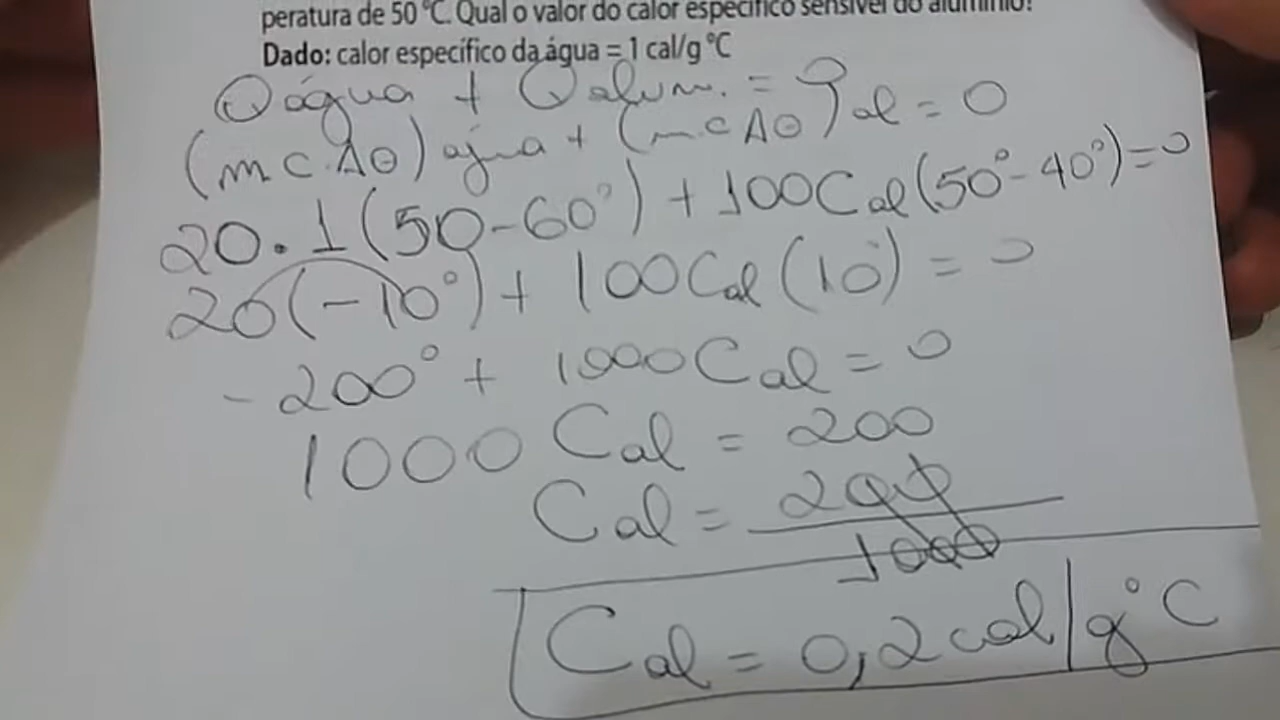 peratura de 50 °C. Qual o valor do calor específico sensível do alumínio?
Dado: calor específico da água = 1 cal/g °C
Qágua + Qalum. = Qal = 0
(m c. Δθ) água + (m c Δθ) al = 0
20 . 1 (50 - 60°) + 100 Cal (50° - 40°) = 0
20 (-10°) + 100 Cal (10°) = 0
- 200° + 1000 Cal = 0
1000 Cal = 200
Cal = 200
1000
Cal = 0,2 cal/g°C